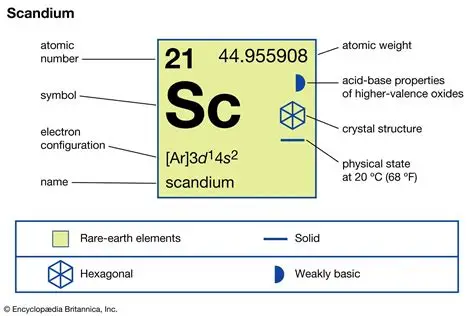 Scandium
atomic
number
21
44.955908
atomic weight
symbol
Sc
acid-base properties
of higher-valence oxides
crystal structure
electron
configuration
[Ar]3d¹4s²
physical state
at 20 ºC (68 ºF)
name
scandium
Rare-earth elements
Solid
Hexagonal
Weakly basic
© Encyclopædia Britannica, Inc.